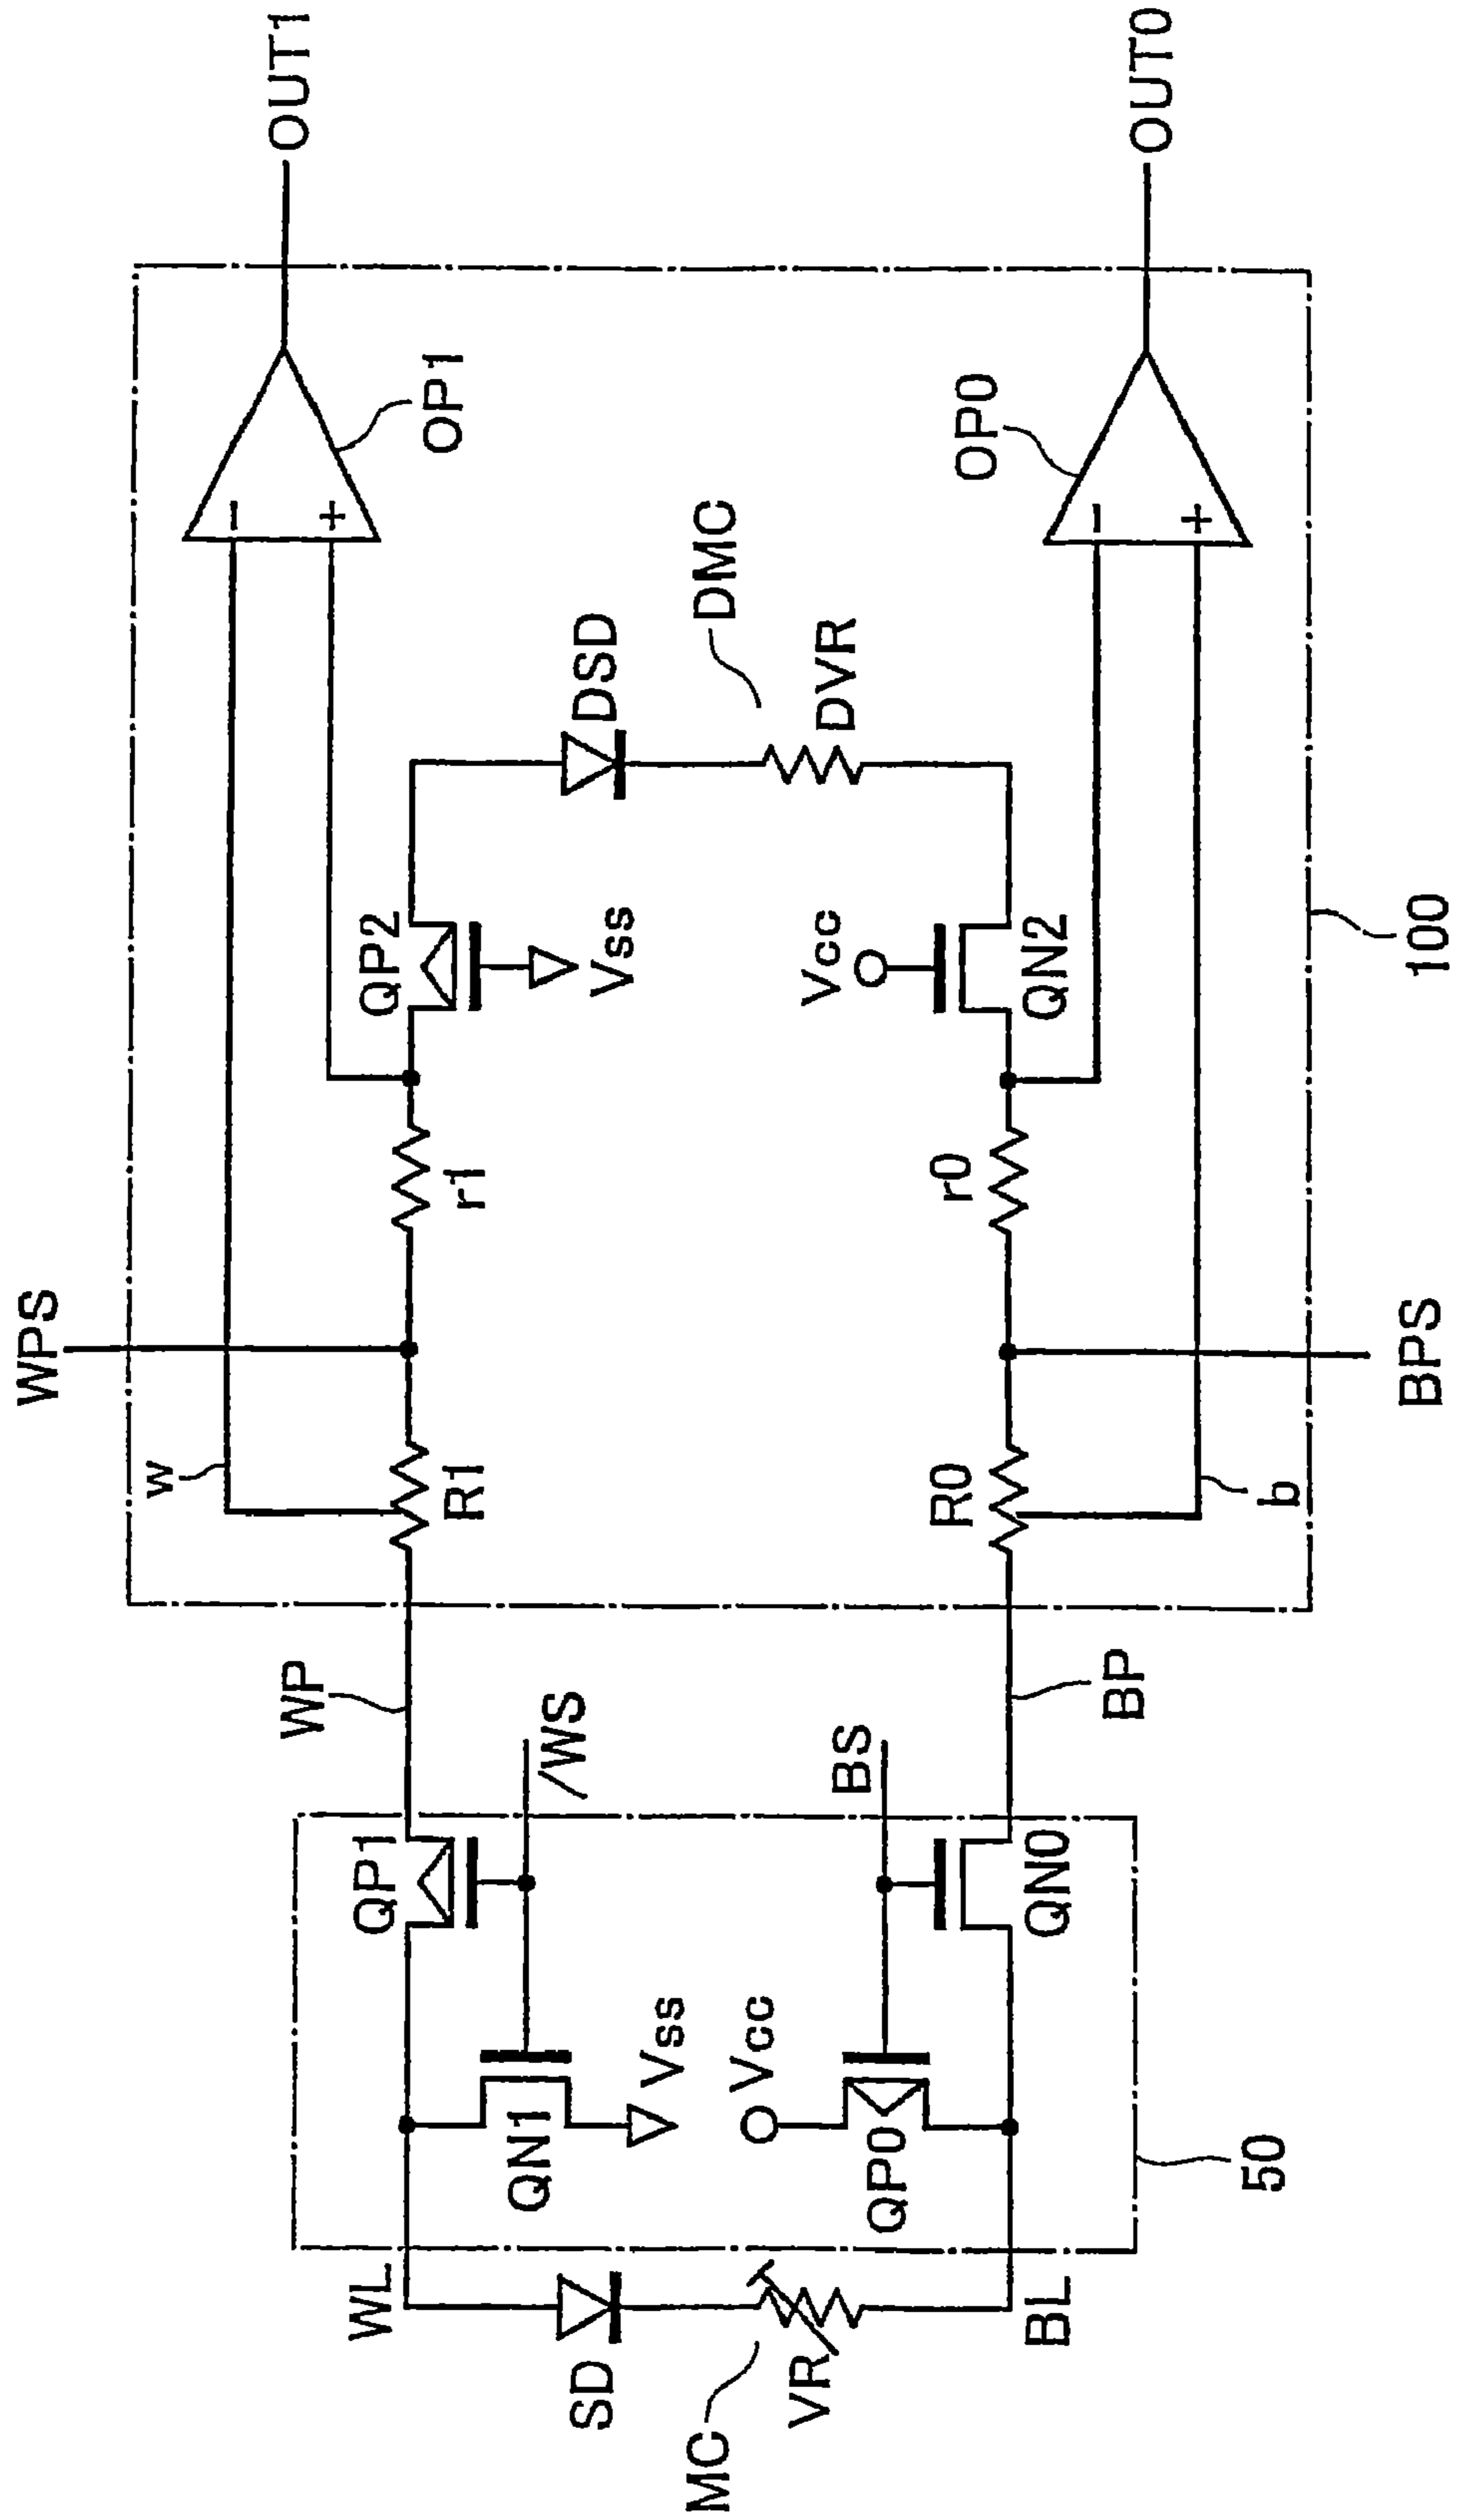 OUT1
OUT0
OP1
OP0
DMC
DSD
DVR
QP2
Vss
Vcc
QN2
100
r1
r0
WPS
BPS
w
R1
R0
b
WP
/WS
BS
BP
QP1
QN0
Vss
Vcc
QN1
QP0
50
WL
BL
SD
VR
MC